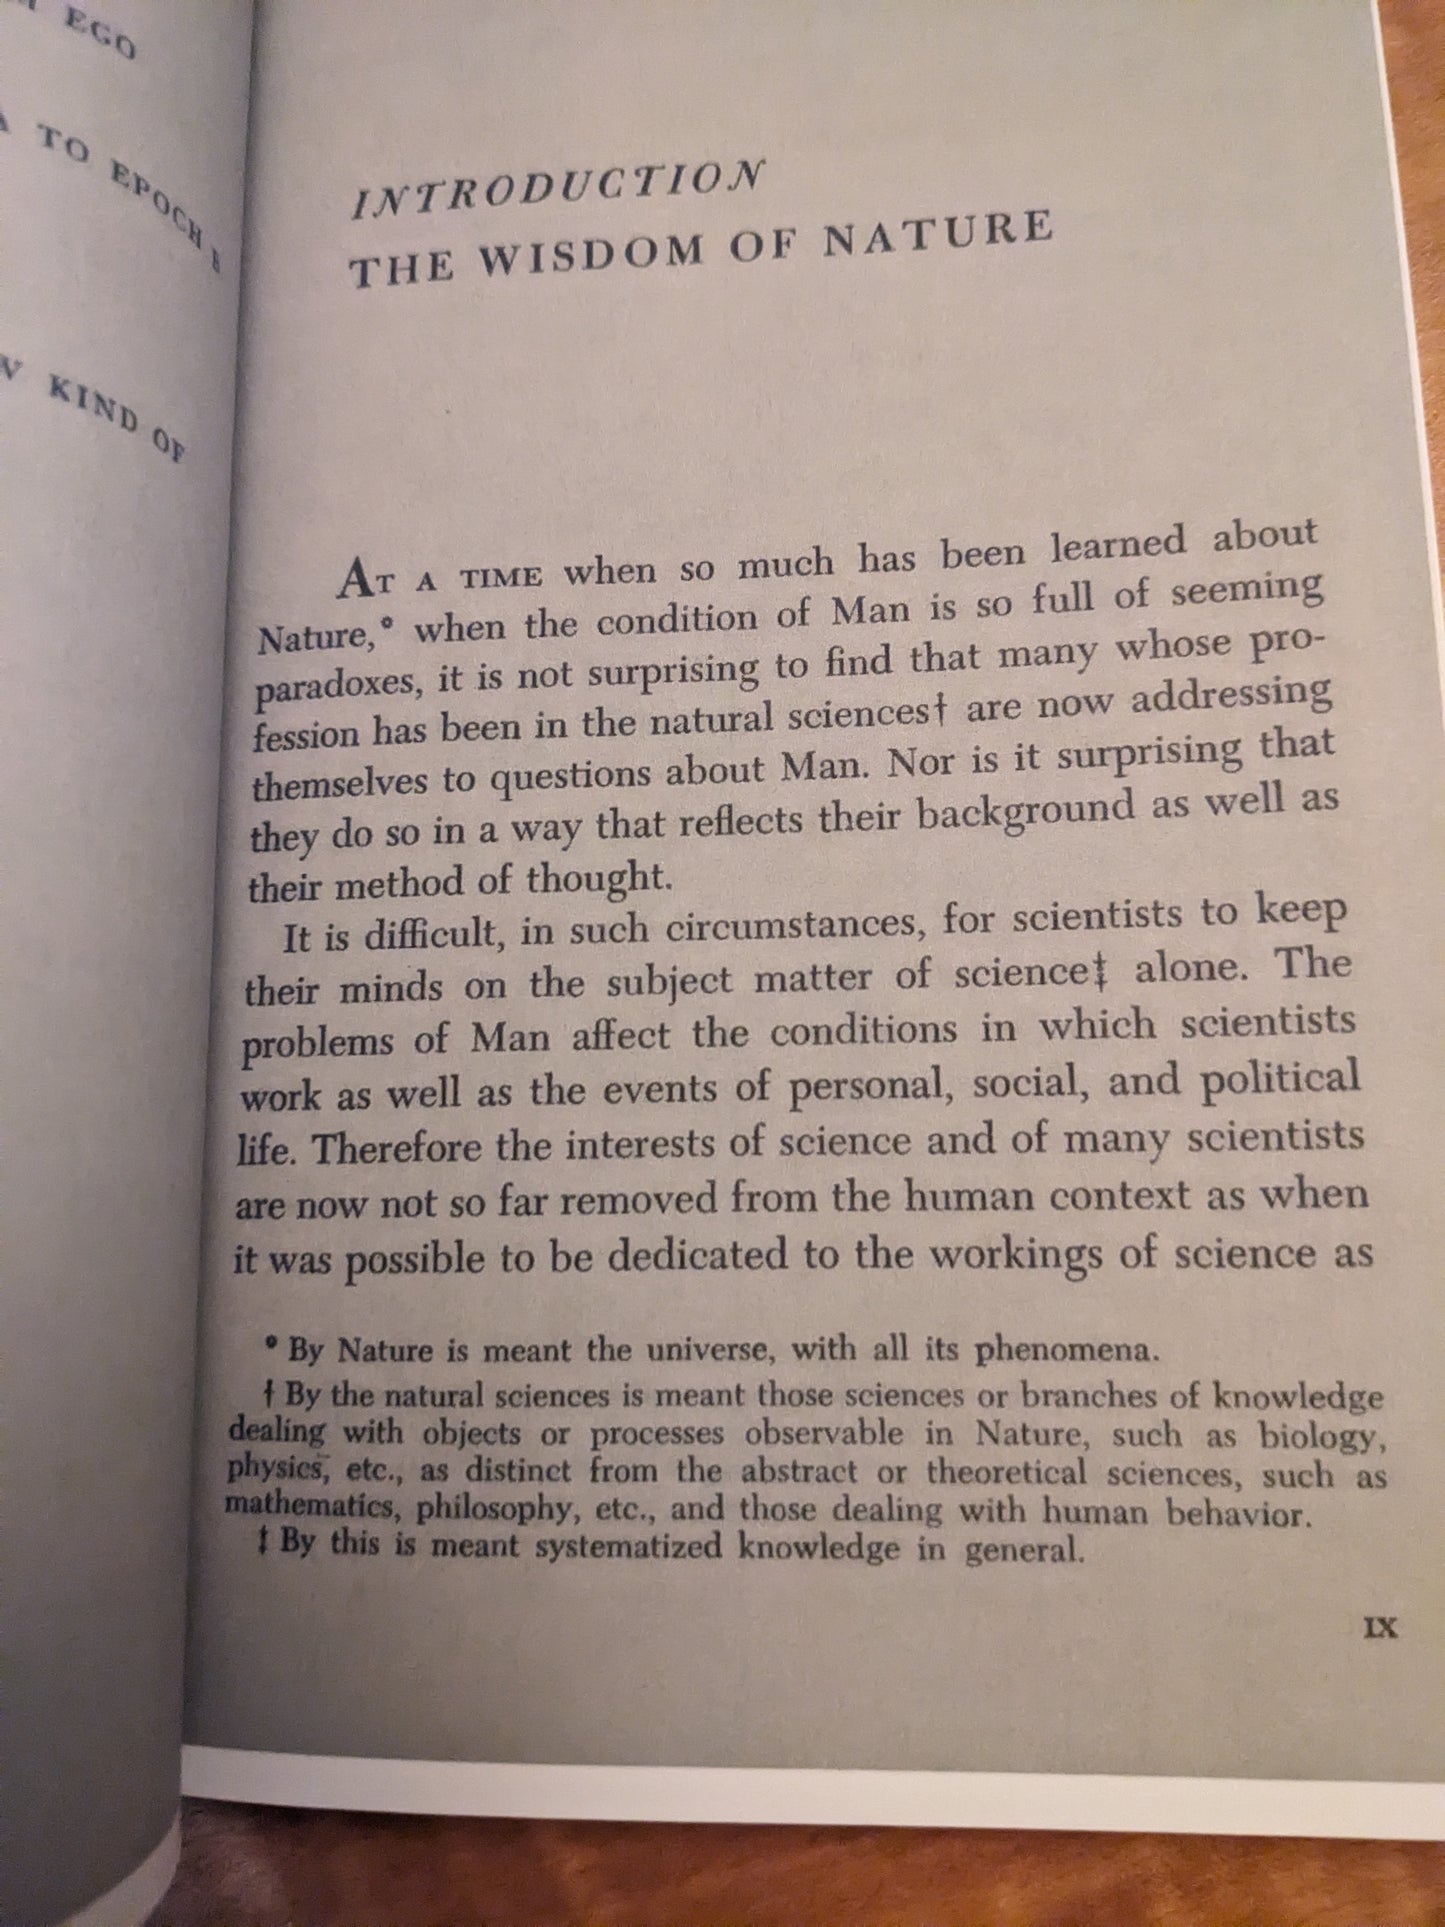 EGO
TO EPOCH B
KIND OF
INTRODUCTION
THE WISDOM OF NATURE
AT A TIME when so much has been learned about
Nature,* when the condition of Man is so full of seeming
paradoxes, it is not surprising to find that many whose pro-
fession has been in the natural sciences† are now addressing
themselves to questions about Man. Nor is it surprising that
they do so in a way that reflects their background as well as
their method of thought.
It is difficult, in such circumstances, for scientists to keep
their minds on the subject matter of science‡ alone. The
problems of Man affect the conditions in which scientists
work as well as the events of personal, social, and political
life. Therefore the interests of science and of many scientists
are now not so far removed from the human context as when
it was possible to be dedicated to the workings of science as
* By Nature is meant the universe, with all its phenomena.
† By the natural sciences is meant those sciences or branches of knowledge
dealing with objects or processes observable in Nature, such as biology,
physics, etc., as distinct from the abstract or theoretical sciences, such as
mathematics, philosophy, etc., and those dealing with human behavior.
‡ By this is meant systematized knowledge in general.
IX